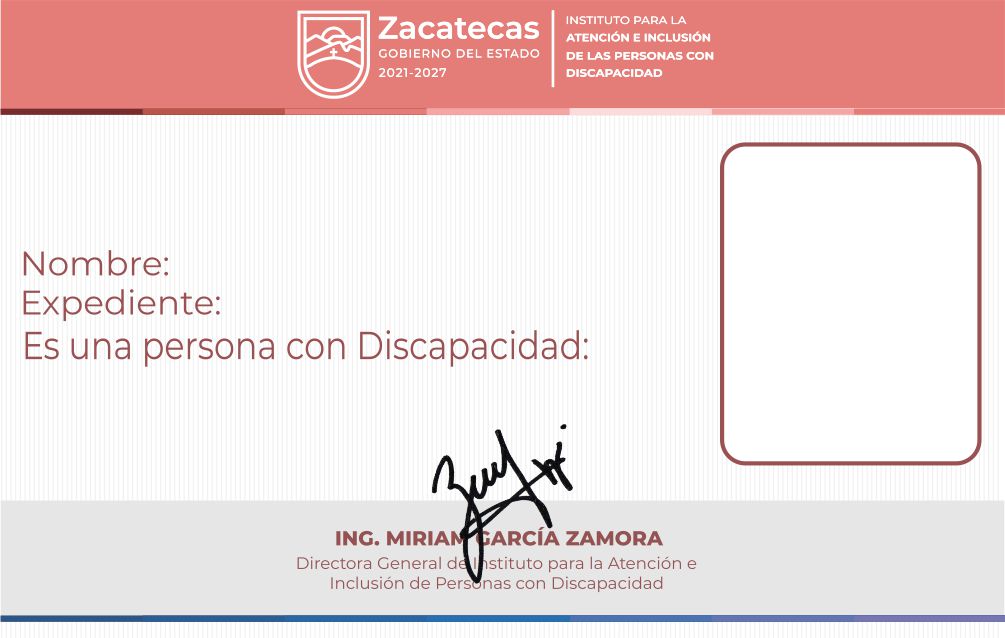 Zacatecas
GOBIERNO DEL ESTADO
2021-2027
INSTITUTO PARA LA
ATENCIÓN E INCLUSIÓN
DE LAS PERSONAS CON
DISCAPACIDAD
Nombre:
Expediente:
Es una persona con Discapacidad:
ING. MIRIAM GARCÍA ZAMORA
Directora General de Instituto para la Atención e
Inclusión de Personas con Discapacidad